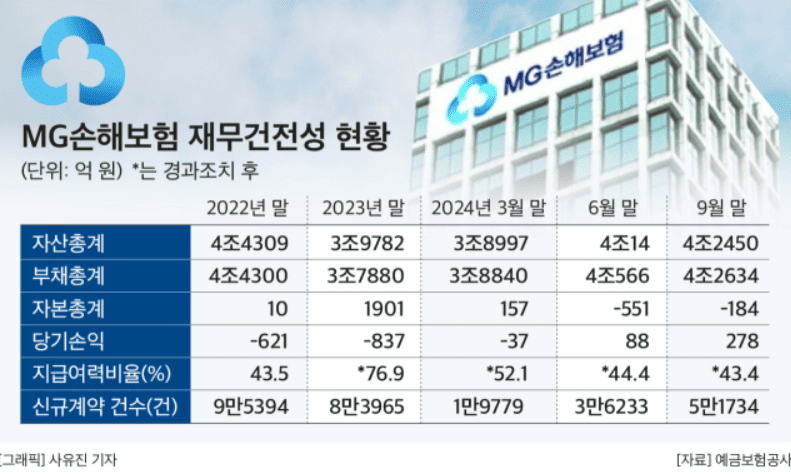 MG손해보험
MG손해보험 재무건전성 현황
(단위: 억 원) *는 경과조치 후
2022년 말 2023년 말 2024년 3월 말 6월 말 9월 말
자산총계 4조4309 3조9782 3조8997 4조14 4조2450
부채총계 4조4300 3조7880 3조8840 4조566 4조2634
자본총계 10 1901 157 -551 -184
당기손익 -621 -837 -37 88 278
지급여력비율(%) 43.5 *76.9 *52.1 *44.4 *43.4
신규계약 건수(건) 9만5394 8만3965 1만9779 3만6233 5만1734
[그래픽] 사유진 기자 [자료] 예금보험공사